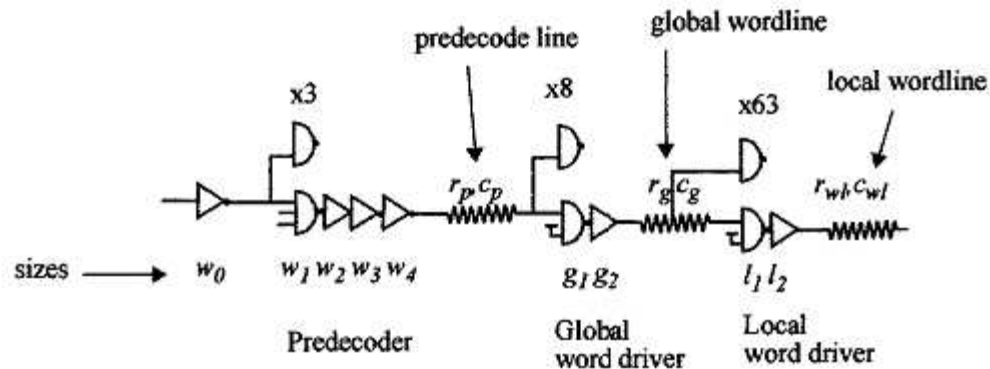 global wordline
predecode line
local wordline
x3
x8
x63
r_p, c_p
r_g c_g
r_wl, c_wl
sizes
w_0
w_1 w_2 w_3 w_4
g_1 g_2
l_1 l_2
Predecoder
Global
word driver
Local
word driver